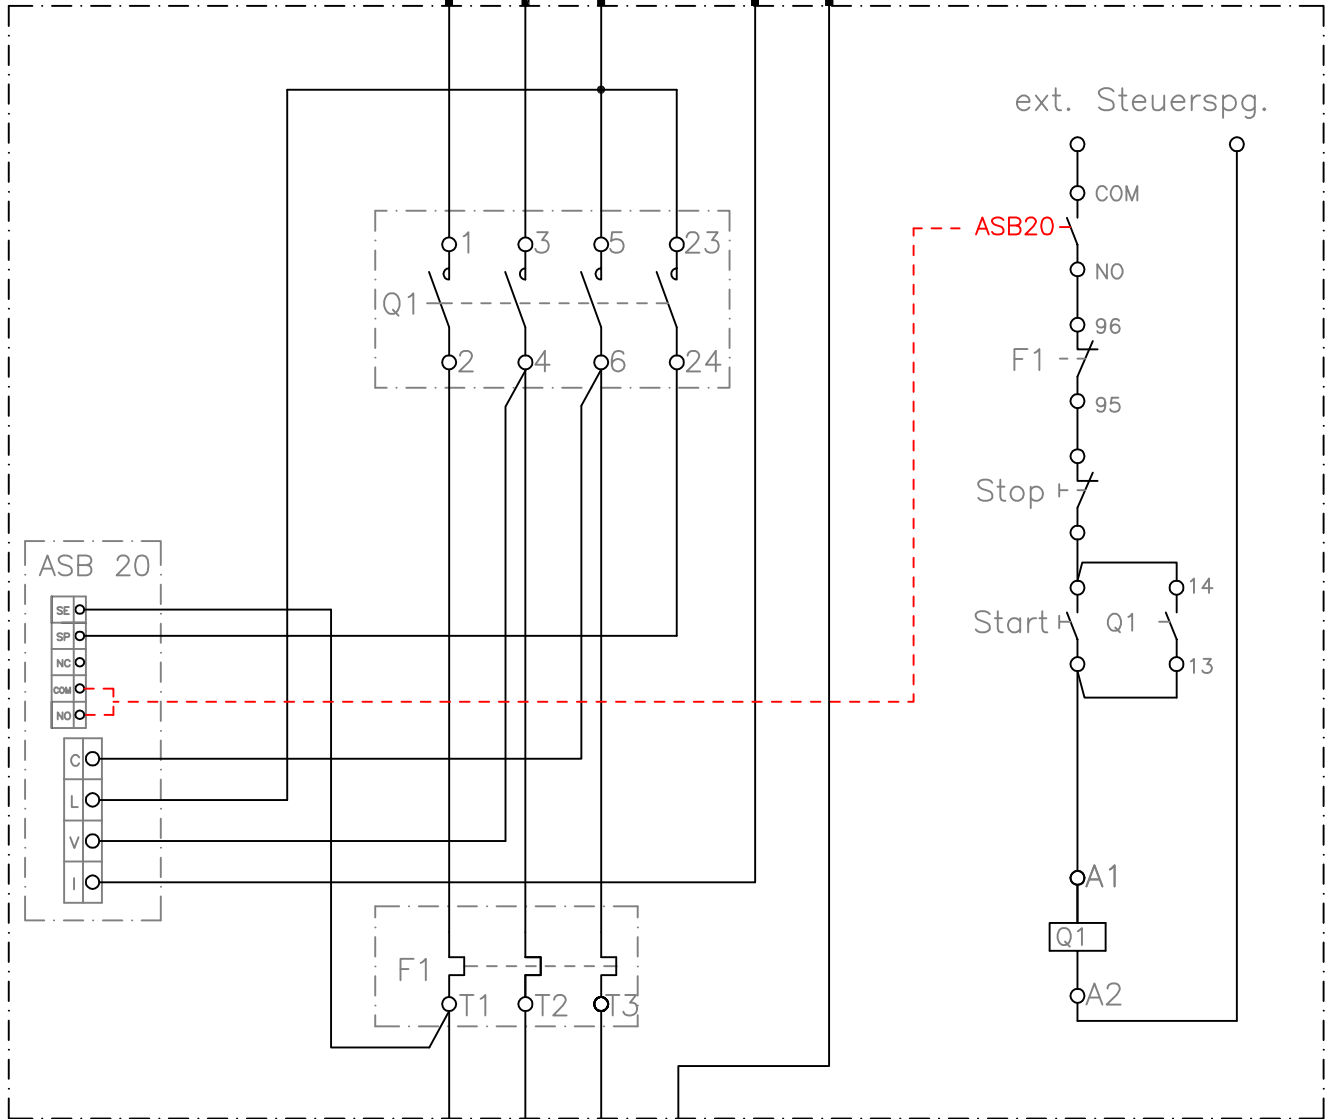 ext. Steuerspg.
COM
ASB20
NO
1 3 5 23
Q1
2 4 6 24
96
F1
95
Stop
ASB 20
SE
SP
NC
COM
NO
C
L
V
I
14
Start Q1
13
F1
T1 T2 T3
A1
Q1
A2